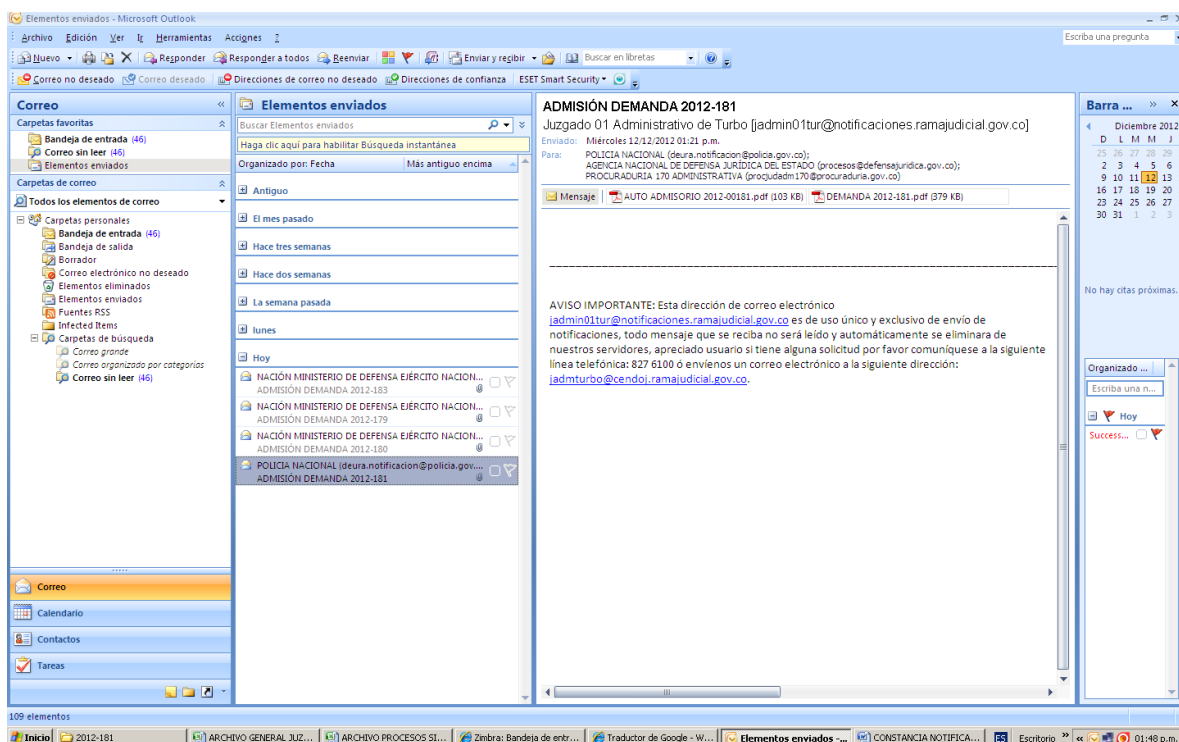 Elementos enviados - Microsoft Outlook
Archivo Edición Ver Ir Herramientas Acciones ?
Escriba una pregunta
Nuevo Responder Responder a todos Reenviar Enviar y recibir Buscar en libretas
Correo no deseado Correo deseado Direcciones de correo no deseado Direcciones de confianza ESET Smart Security
Correo
Carpetas favoritas
Bandeja de entrada (46)
Correo sin leer (46)
Elementos enviados
Carpetas de correo
Todos los elementos de correo
Carpetas personales
Bandeja de entrada (46)
Bandeja de salida
Borrador
Correo electrónico no deseado
Elementos eliminados
Elementos enviados
Fuentes RSS
Infected Items
Carpetas de búsqueda
Correo grande
Correo organizado por categorías
Correo sin leer (46)
Correo
Calendario
Contactos
Tareas
Elementos enviados
Buscar Elementos enviados
Haga clic aquí para habilitar Búsqueda instantánea
Organizado por: Fecha Más antiguo encima
Antiguo
El mes pasado
Hace tres semanas
Hace dos semanas
La semana pasada
lunes
Hoy
NACIÓN MINISTERIO DE DEFENSA EJÉRCITO NACION...
ADMISIÓN DEMANDA 2012-183
NACIÓN MINISTERIO DE DEFENSA EJÉRCITO NACION...
ADMISIÓN DEMANDA 2012-179
NACIÓN MINISTERIO DE DEFENSA EJÉRCITO NACION...
ADMISIÓN DEMANDA 2012-180
POLICIA NACIONAL (deura.notificacion@policia.gov....
ADMISIÓN DEMANDA 2012-181
ADMISIÓN DEMANDA 2012-181
Juzgado 01 Administrativo de Turbo [jadmin01tur@notificaciones.ramajudicial.gov.co]
Enviado: Miércoles 12/12/2012 01:21 p.m.
Para: POLICIA NACIONAL (deura.notificacion@policia.gov.co);
AGENCIA NACIONAL DE DEFENSA JURÍDICA DEL ESTADO (procesos@defensajuridica.gov.co);
PROCURADURIA 170 ADMINISTRATIVA (procjudadm170@procuraduria.gov.co)
Mensaje AUTO ADMISORIO 2012-00181.pdf (103 KB) DEMANDA 2012-181.pdf (379 KB)
AVISO IMPORTANTE: Esta dirección de correo electrónico
jadmin01tur@notificaciones.ramajudicial.gov.co es de uso único y exclusivo de envío de
notificaciones, todo mensaje que se reciba no será leído y automáticamente se eliminara de
nuestros servidores, apreciado usuario si tiene alguna solicitud por favor comuníquese a la siguiente
línea telefónica: 827 6100 ó envíenos un correo electrónico a la siguiente dirección:
jadmturbo@cendoj.ramajudicial.gov.co.
Barra ...
Diciembre 2012
D L M M J
25 26 27 28 29
2 3 4 5 6
9 10 11 12 13
16 17 18 19 20
23 24 25 26 27
30 31 1 2 3
No hay citas próximas.
Organizado ...
Escriba una n...
Hoy
Success...
109 elementos
Inicio 2012-181 ARCHIVO GENERAL JUZ... ARCHIVO PROCESOS SI... Zimbra: Bandeja de entr... Traductor de Google - W... Elementos enviados -... CONSTANCIA NOTIFICA... ES Escritorio 01:48 p.m.